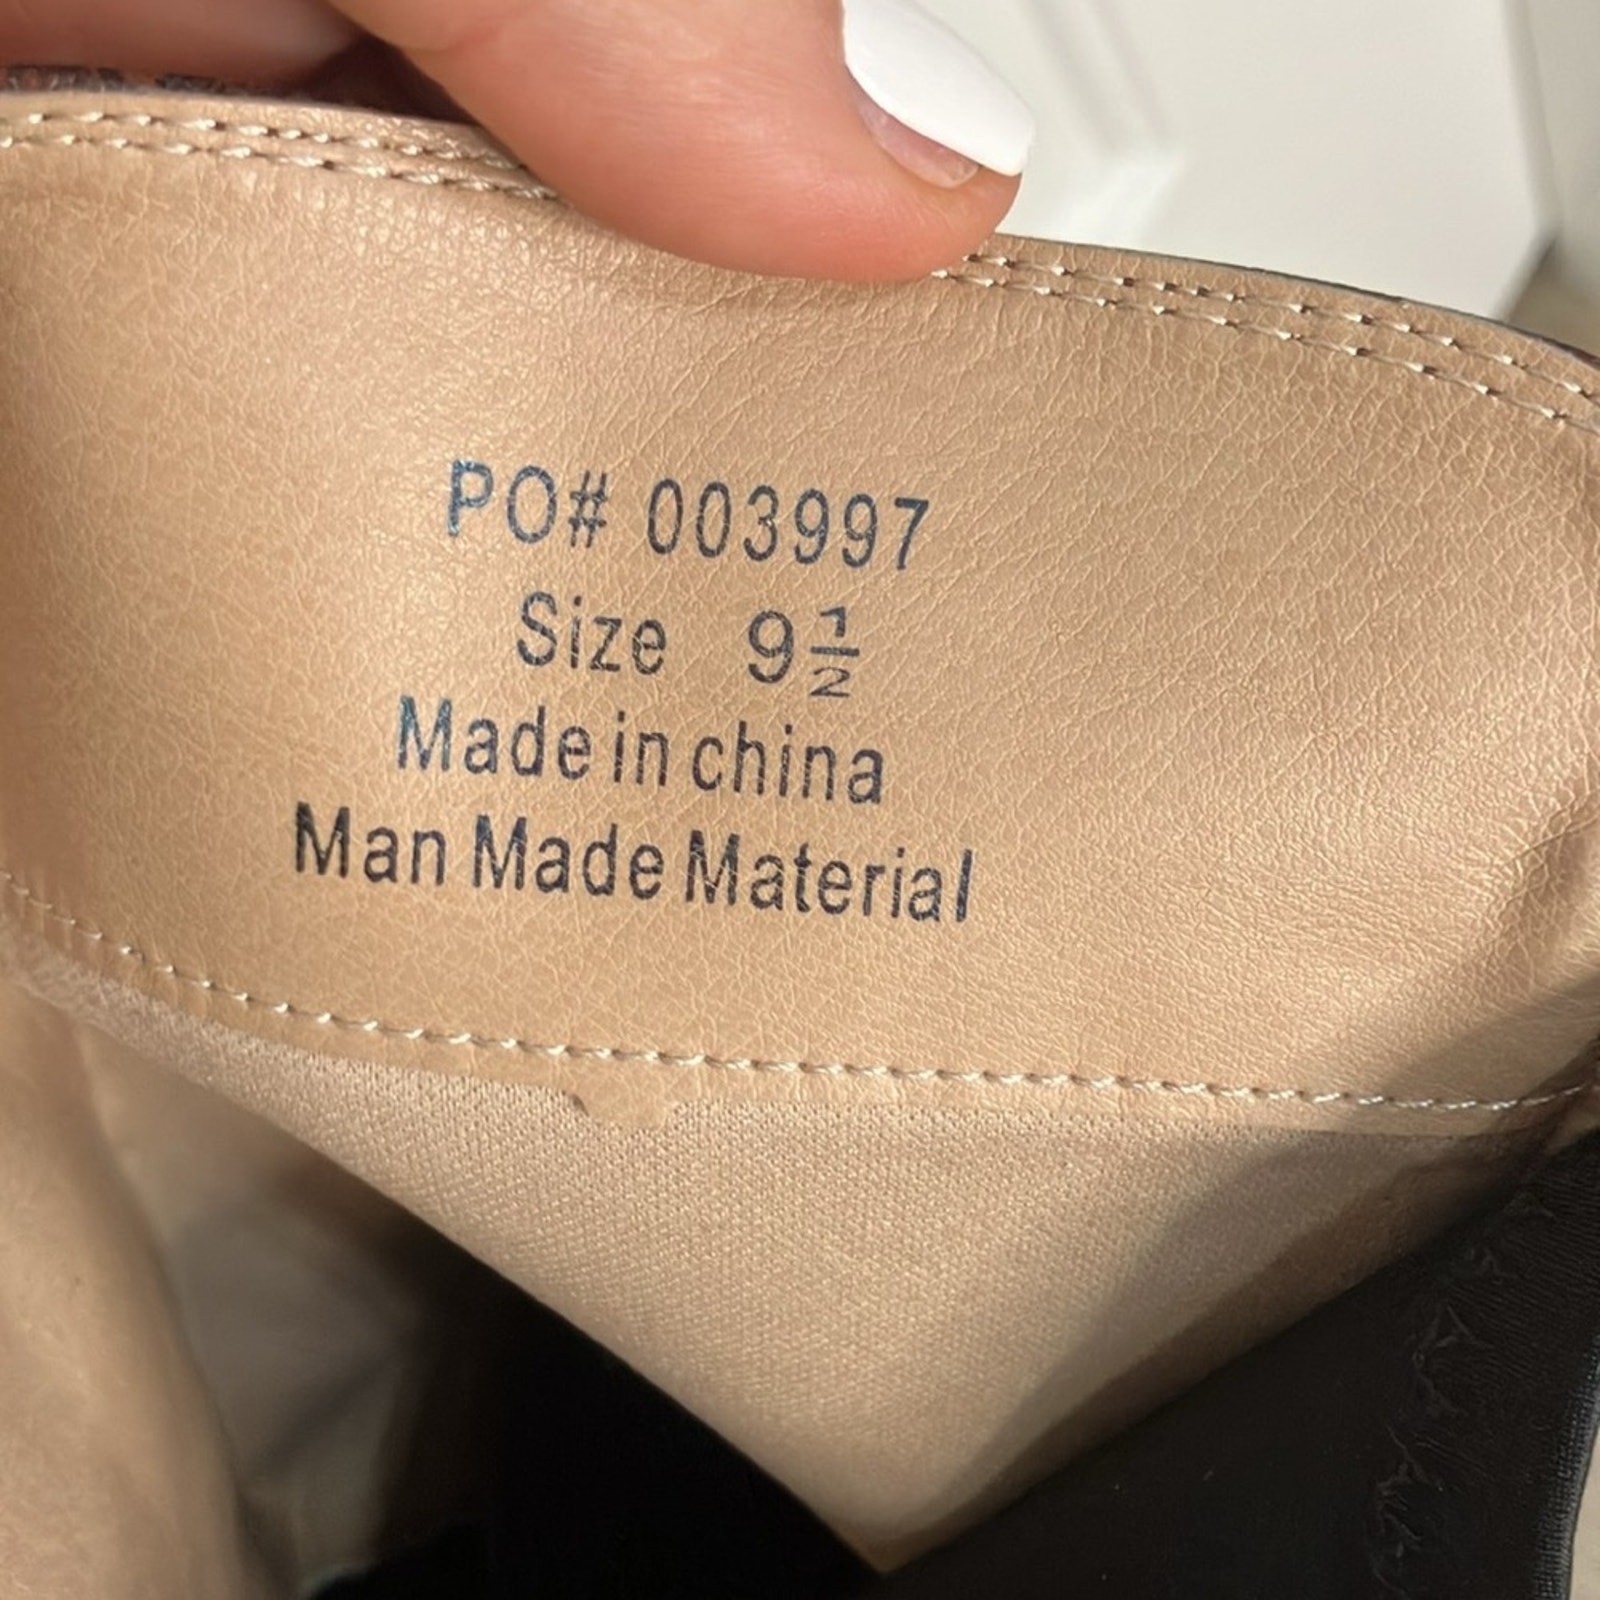 PO# 003997
Size 9½
Made in china
Man Made Material